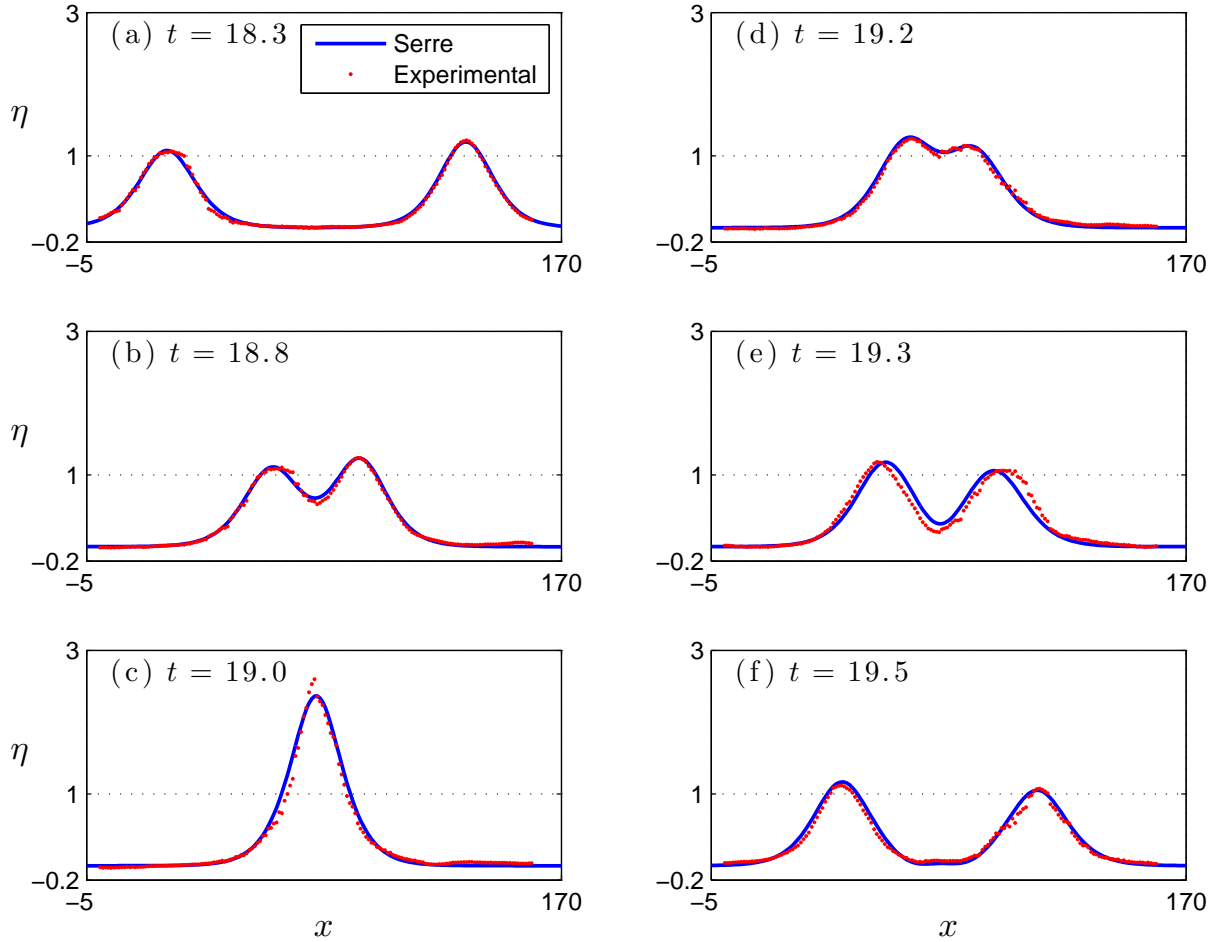 3
(a) t = 18.3
Serre
Experimental
η
1
−0.2
−5
170
3
(d) t = 19.2
1
−0.2
−5
170
3
(b) t = 18.8
η
1
−0.2
−5
170
3
(e) t = 19.3
1
−0.2
−5
170
3
(c) t = 19.0
η
1
−0.2
−5
170
x
3
(f) t = 19.5
1
−0.2
−5
170
x